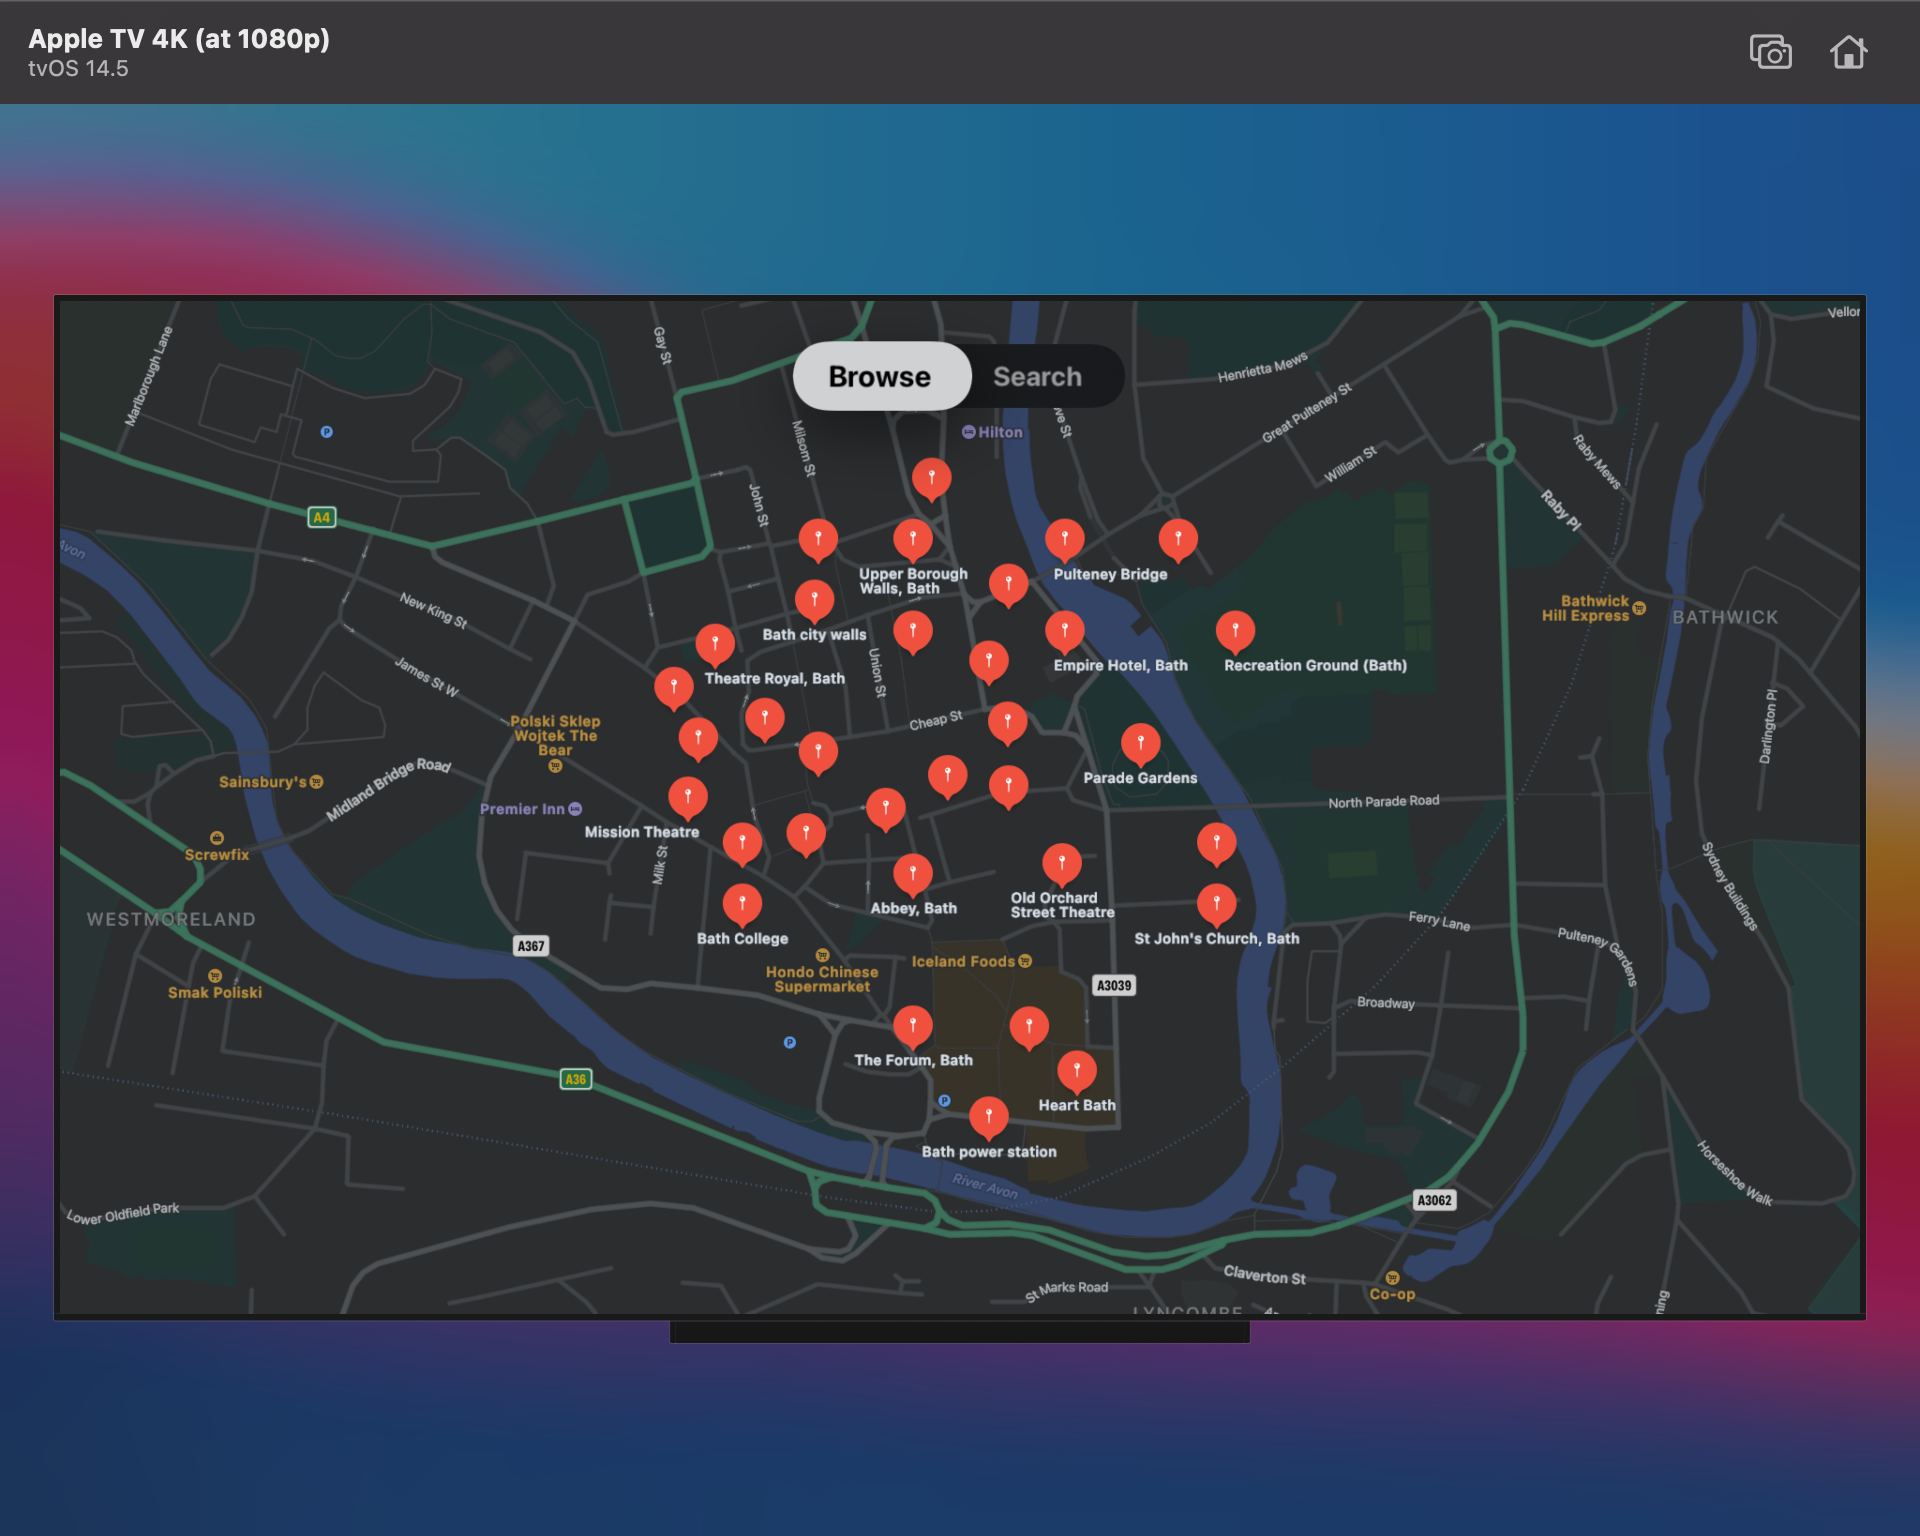 Apple TV 4K (at 1080p)
tvOS 14.5
Browse
Search
Marlborough Lane
Gay St
Henrietta Mews
Vellor
Great Pulteney St
Milsom St
Hilton
William St
Raby Mews
John St
Raby Pl
A4
Avon
Upper Borough
Walls, Bath
Pulteney Bridge
New King St
Bathwick
Hill Express
BATHWICK
Bath city walls
Union St
Empire Hotel, Bath
Recreation Ground (Bath)
James St W
Theatre Royal, Bath
Cheap St
Darlington Pl
Polski Sklep
Wojtek The
Bear
Sainsbury's
Midland Bridge Road
Parade Gardens
North Parade Road
Premier Inn
Mission Theatre
Screwfix
Milk St
Sydney Buildings
Abbey, Bath
Old Orchard
Street Theatre
WESTMORELAND
Ferry Lane
Bath College
St John's Church, Bath
Pulteney Gardens
A367
Iceland Foods
Hondo Chinese
Supermarket
A3039
Smak Poliski
Broadway
The Forum, Bath
A36
Heart Bath
Bath power station
River Avon
Horseshoe Walk
A3062
Lower Oldfield Park
Claverton St
St Marks Road
Co-op
LYNCOMBE
ning